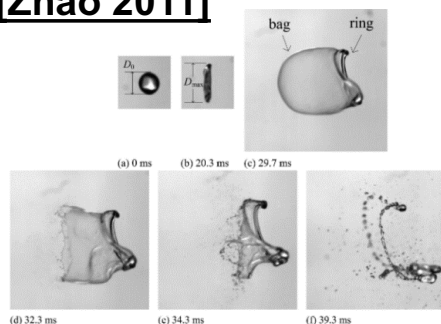 [Zhao 2011]
bag ring
D0
Dmax
(a) 0 ms (b) 20.3 ms (c) 29.7 ms
(d) 32.3 ms (e) 34.3 ms (f) 39.3 ms